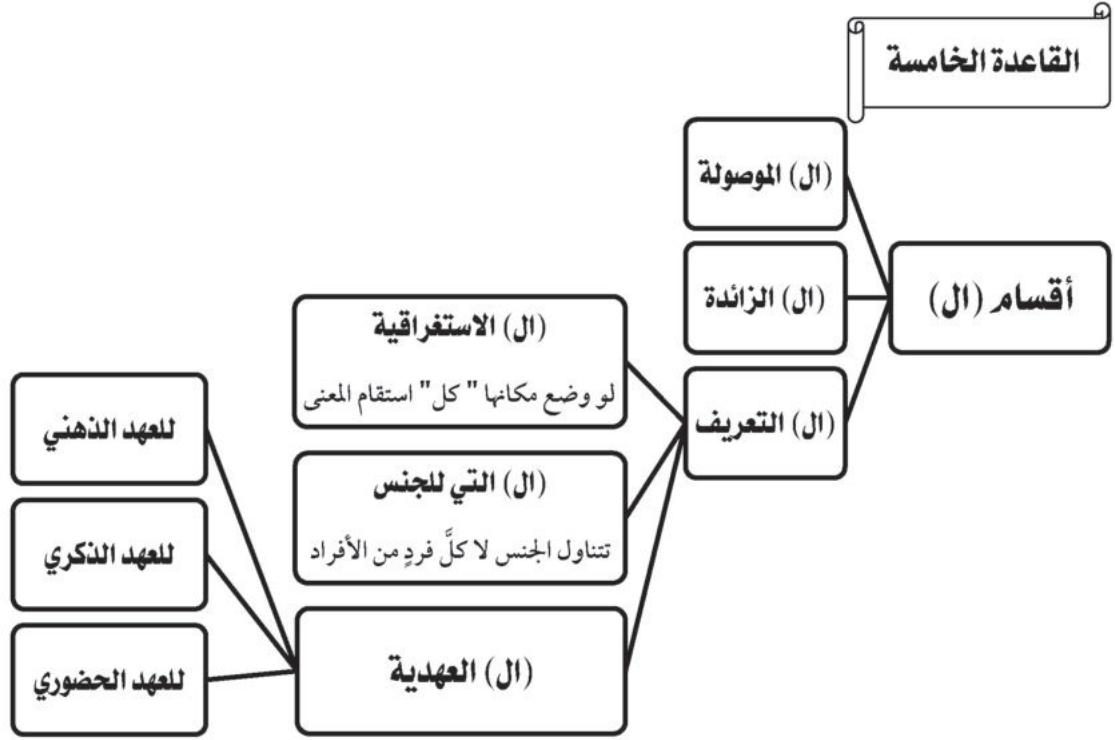 القاعدة الخامسة
أقسام (ال)
(ال) الموصولة
(ال) الزائدة
(ال) التعريف
(ال) الاستغراقية
لو وضع مكانها "كل" استقام المعنى
(ال) التي للجنس
تتناول الجنس لا كلَّ فردٍ من الأفراد
(ال) العهدية
للعهد الذهني
للعهد الذكري
للعهد الحضوري